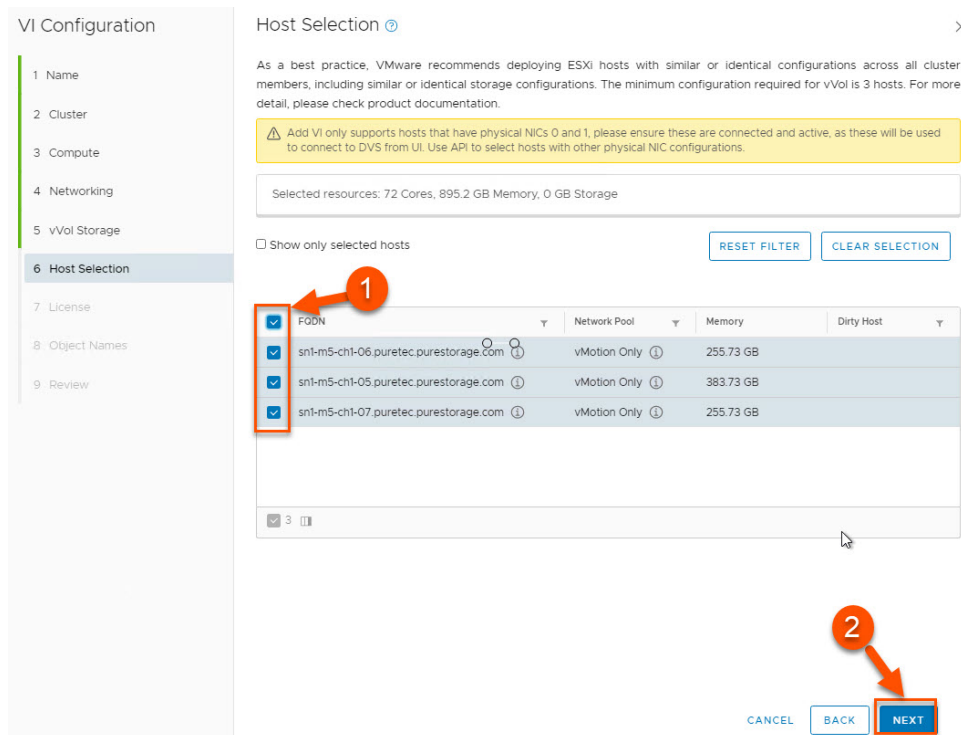 VI Configuration
1 Name
2 Cluster
3 Compute
4 Networking
5 vVol Storage
6 Host Selection
7 License
8 Object Names
9 Review
Host Selection
As a best practice, VMware recommends deploying ESXi hosts with similar or identical configurations across all cluster
members, including similar or identical storage configurations. The minimum configuration required for vVol is 3 hosts. For more
detail, please check product documentation.
Add VI only supports hosts that have physical NICs 0 and 1, please ensure these are connected and active, as these will be used
to connect to DVS from UI. Use API to select hosts with other physical NIC configurations.
Selected resources: 72 Cores, 895.2 GB Memory, 0 GB Storage
Show only selected hosts
RESET FILTER
CLEAR SELECTION
1
FQDN Network Pool Memory Dirty Host
sn1-m5-ch1-06.puretec.purestorage.com vMotion Only 255.73 GB
sn1-m5-ch1-05.puretec.purestorage.com vMotion Only 383.73 GB
sn1-m5-ch1-07.puretec.purestorage.com vMotion Only 255.73 GB
3
2
CANCEL BACK NEXT